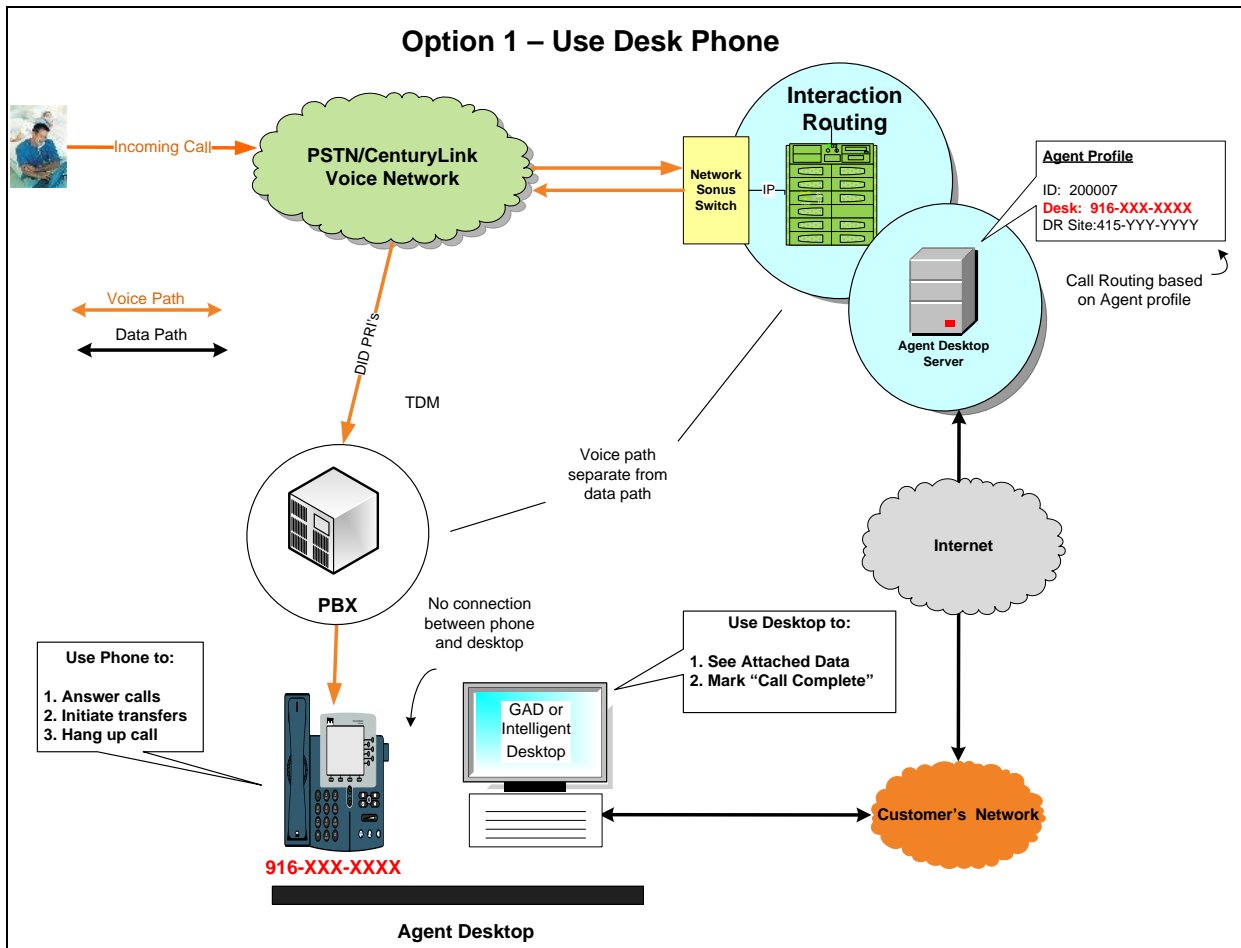 Option 1 – Use Desk Phone
Incoming Call
PSTN/CenturyLink
Voice Network
Network
Sonus
Switch
IP
Interaction
Routing
Agent Profile
ID: 200007
Desk: 916-XXX-XXXX
DR Site:415-YYY-YYYY
Call Routing based
on Agent profile
Agent Desktop
Server
Voice Path
Data Path
DID PRI's
TDM
Voice path
separate from
data path
Internet
PBX
No connection
between phone
and desktop
Use Phone to:
1. Answer calls
2. Initiate transfers
3. Hang up call
Use Desktop to:
1. See Attached Data
2. Mark “Call Complete”
GAD or
Intelligent
Desktop
Customer's Network
916-XXX-XXXX
Agent Desktop